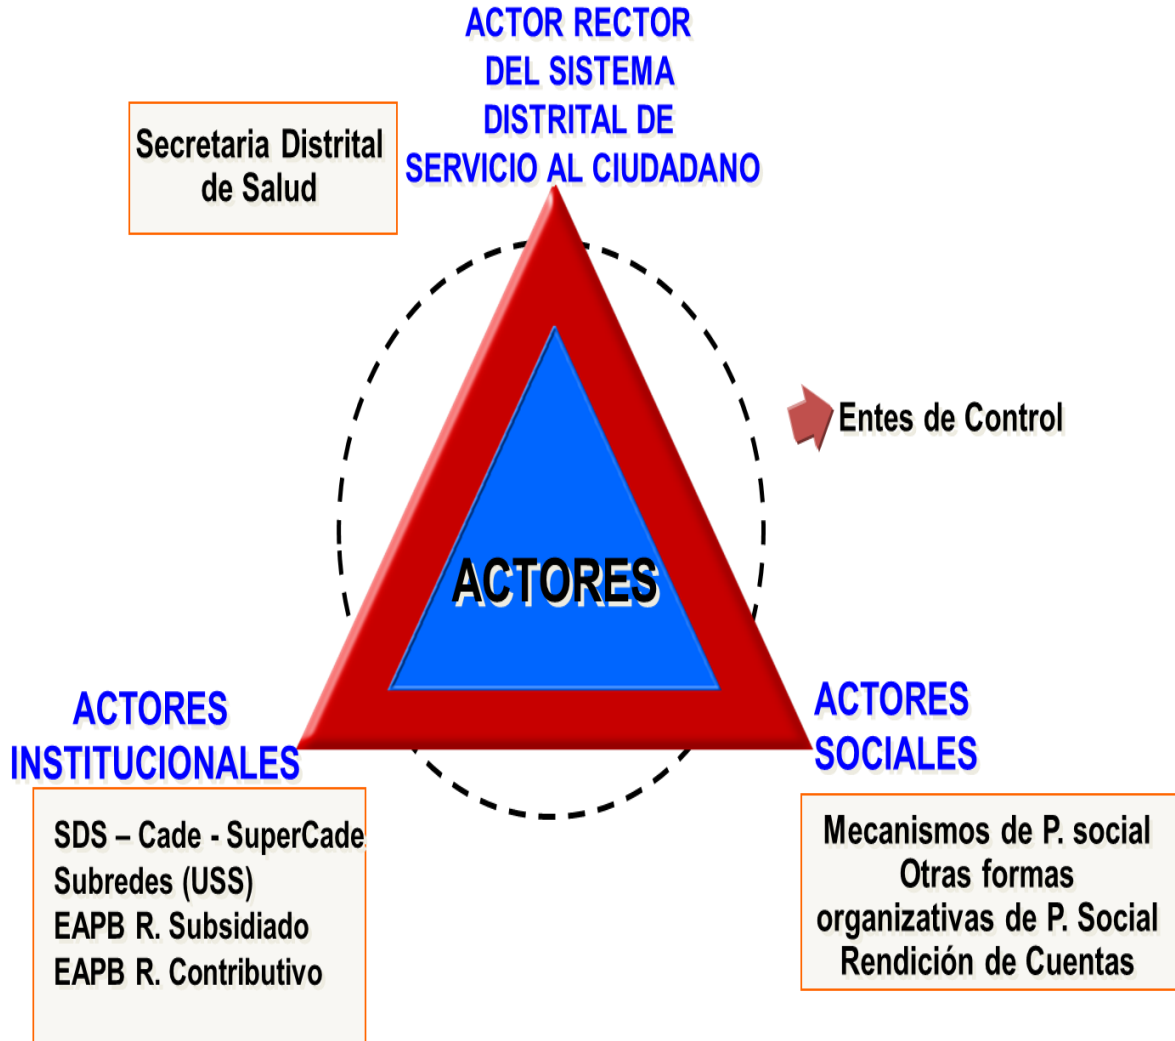 ACTOR RECTOR
DEL SISTEMA
DISTRITAL DE
SERVICIO AL CIUDADANO
Secretaria Distrital
de Salud
Entes de Control
ACTORES
ACTORES
INSTITUCIONALES
SDS – Cade - SuperCade
Subredes (USS)
EAPB R. Subsidiado
EAPB R. Contributivo
ACTORES
SOCIALES
Mecanismos de P. social
Otras formas
organizativas de P. Social
Rendición de Cuentas